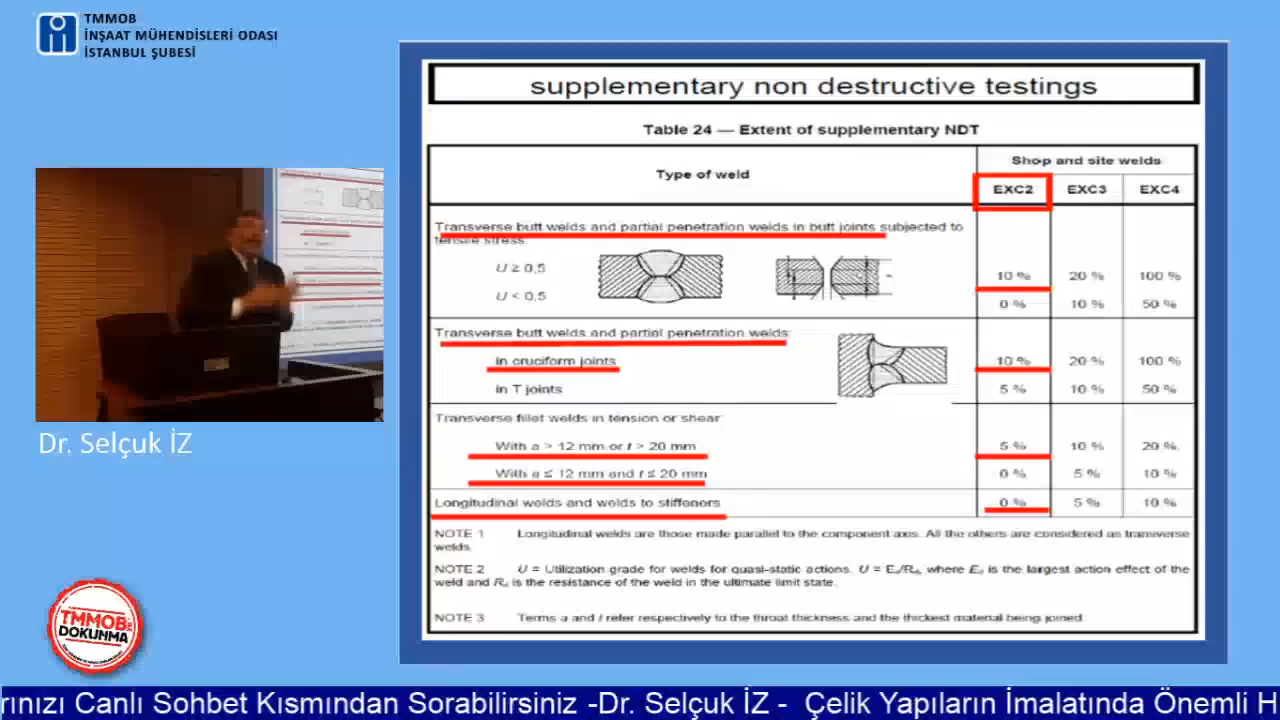 TMMOB
İNŞAAT MÜHENDİSLERİ ODASI
İSTANBUL ŞUBESİ
supplementary non destructive testings
Table 24 — Extent of supplementary NDT
Type of weld
Shop and site welds
EXC2 EXC3 EXC4
Transverse butt welds and partial penetration welds in butt joints subjected to
tensile stress:
U ≥ 0,5 10 % 20 % 100 %
U < 0,5 0 % 10 % 50 %
Transverse butt welds and partial penetration welds:
in cruciform joints 10 % 20 % 100 %
in T joints 5 % 10 % 50 %
Transverse fillet welds in tension or shear:
With a > 12 mm or t > 20 mm 5 % 10 % 20 %
With a ≤ 12 mm and t ≤ 20 mm 0 % 5 % 10 %
Longitudinal welds and welds to stiffeners 0 % 5 % 10 %
NOTE 1 Longitudinal welds are those made parallel to the component axis. All the others are considered as transverse
welds.
NOTE 2 U = Utilization grade for welds for quasi-static actions. U = Ed/Rd, where Ed is the largest action effect of the
weld and Rd is the resistance of the weld in the ultimate limit state.
NOTE 3 Terms a and t refer respectively to the throat thickness and the thickest material being joined
Dr. Selçuk İZ
TMMOB
DOKUNMA
rınızı Canlı Sohbet Kısmından Sorabilirsiniz -Dr. Selçuk İZ - Çelik Yapıların İmalatında Önemli H